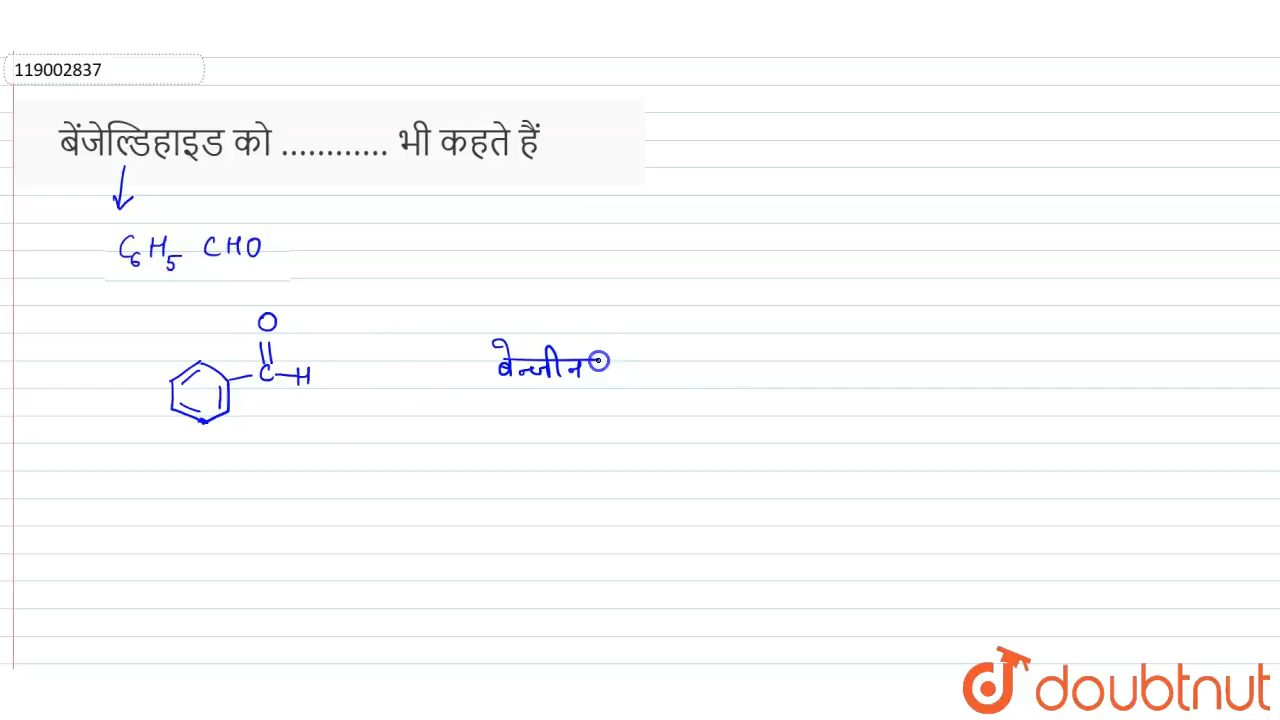 119002837
बेंजेल्डिहाइड को ............ भी कहते हैं
C6H5 CHO
O
C-H
बेन्जीन
doubtnut